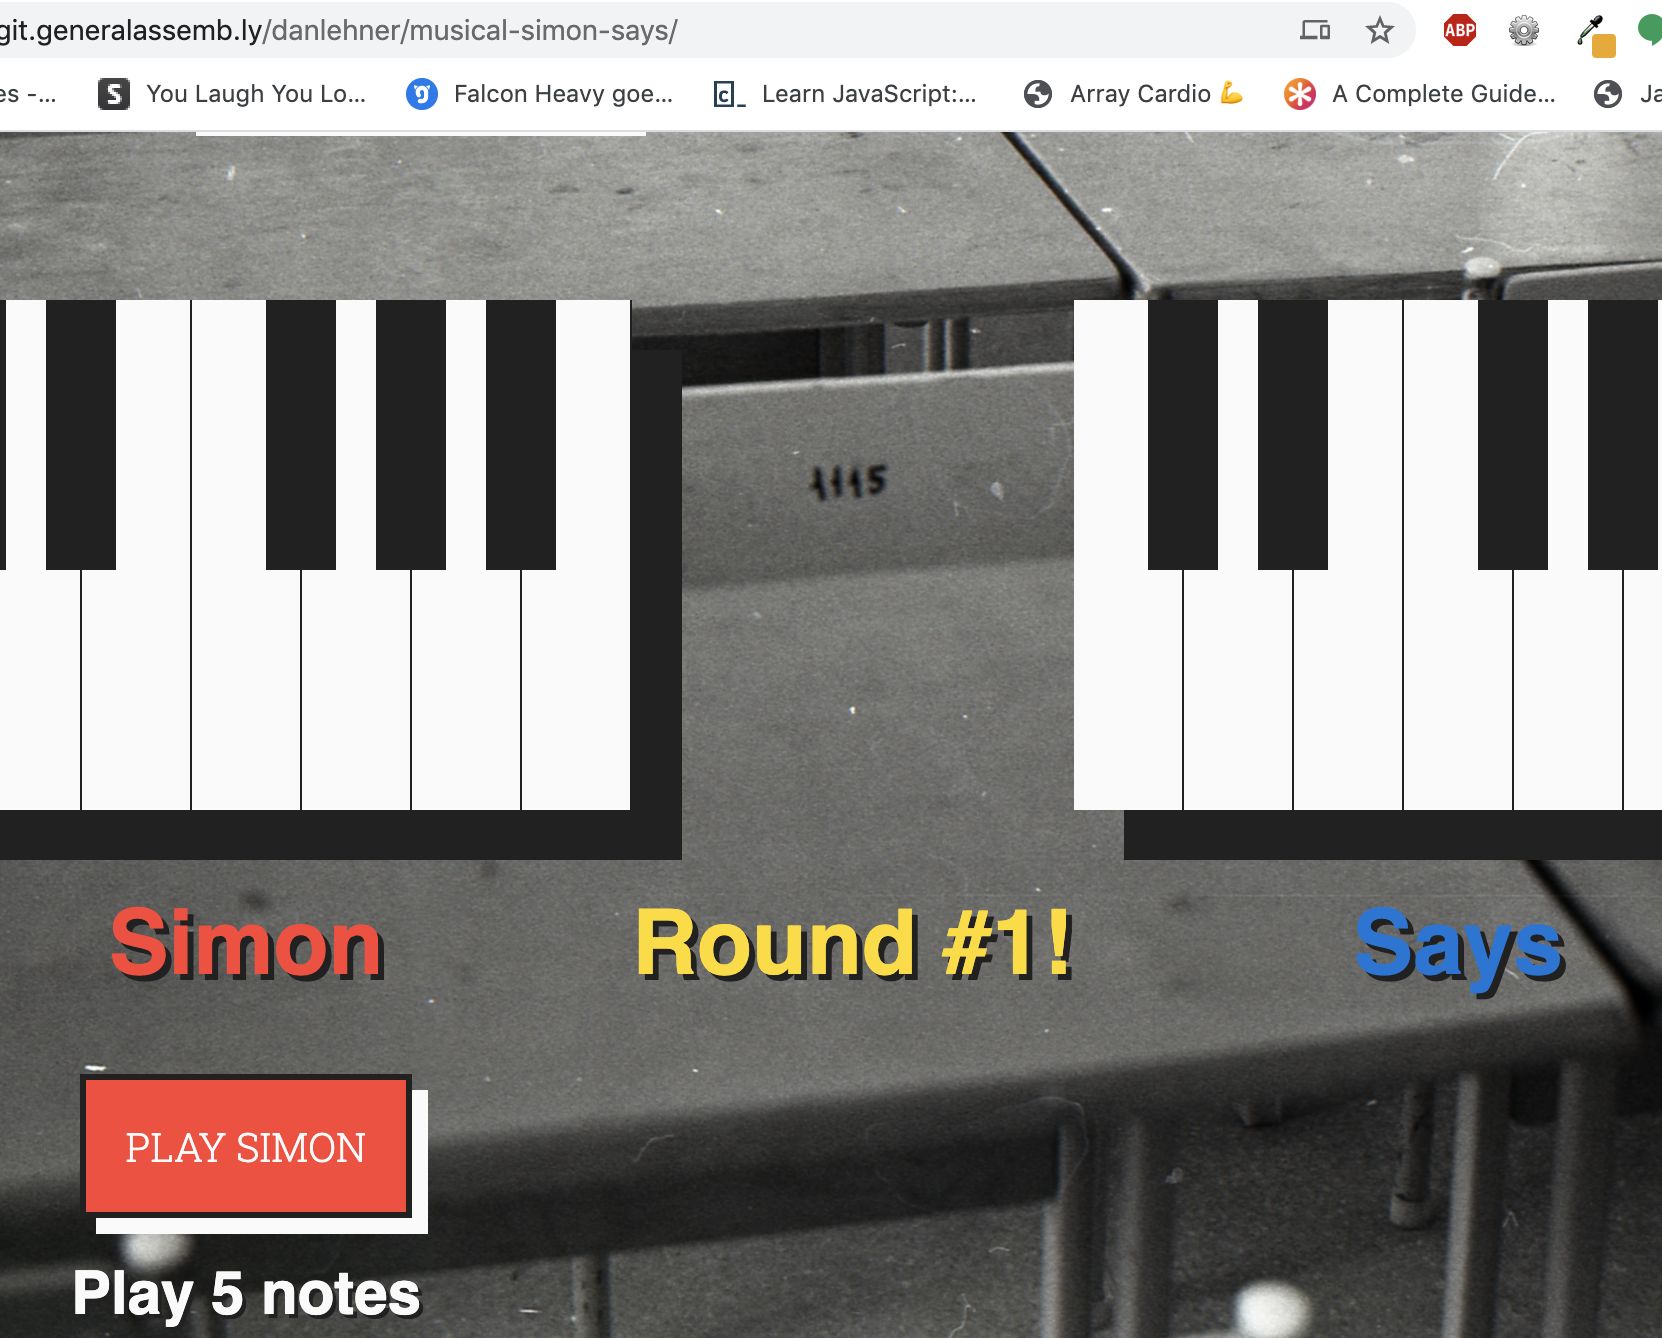 git.generalassemb.ly/danlehner/musical-simon-says/
ABP
es -... S You Laugh You Lo... Falcon Heavy goe... c_ Learn JavaScript:... Array Cardio 💪 A Complete Guide... Ja
1115
Simon Round #1! Says
PLAY SIMON
Play 5 notes